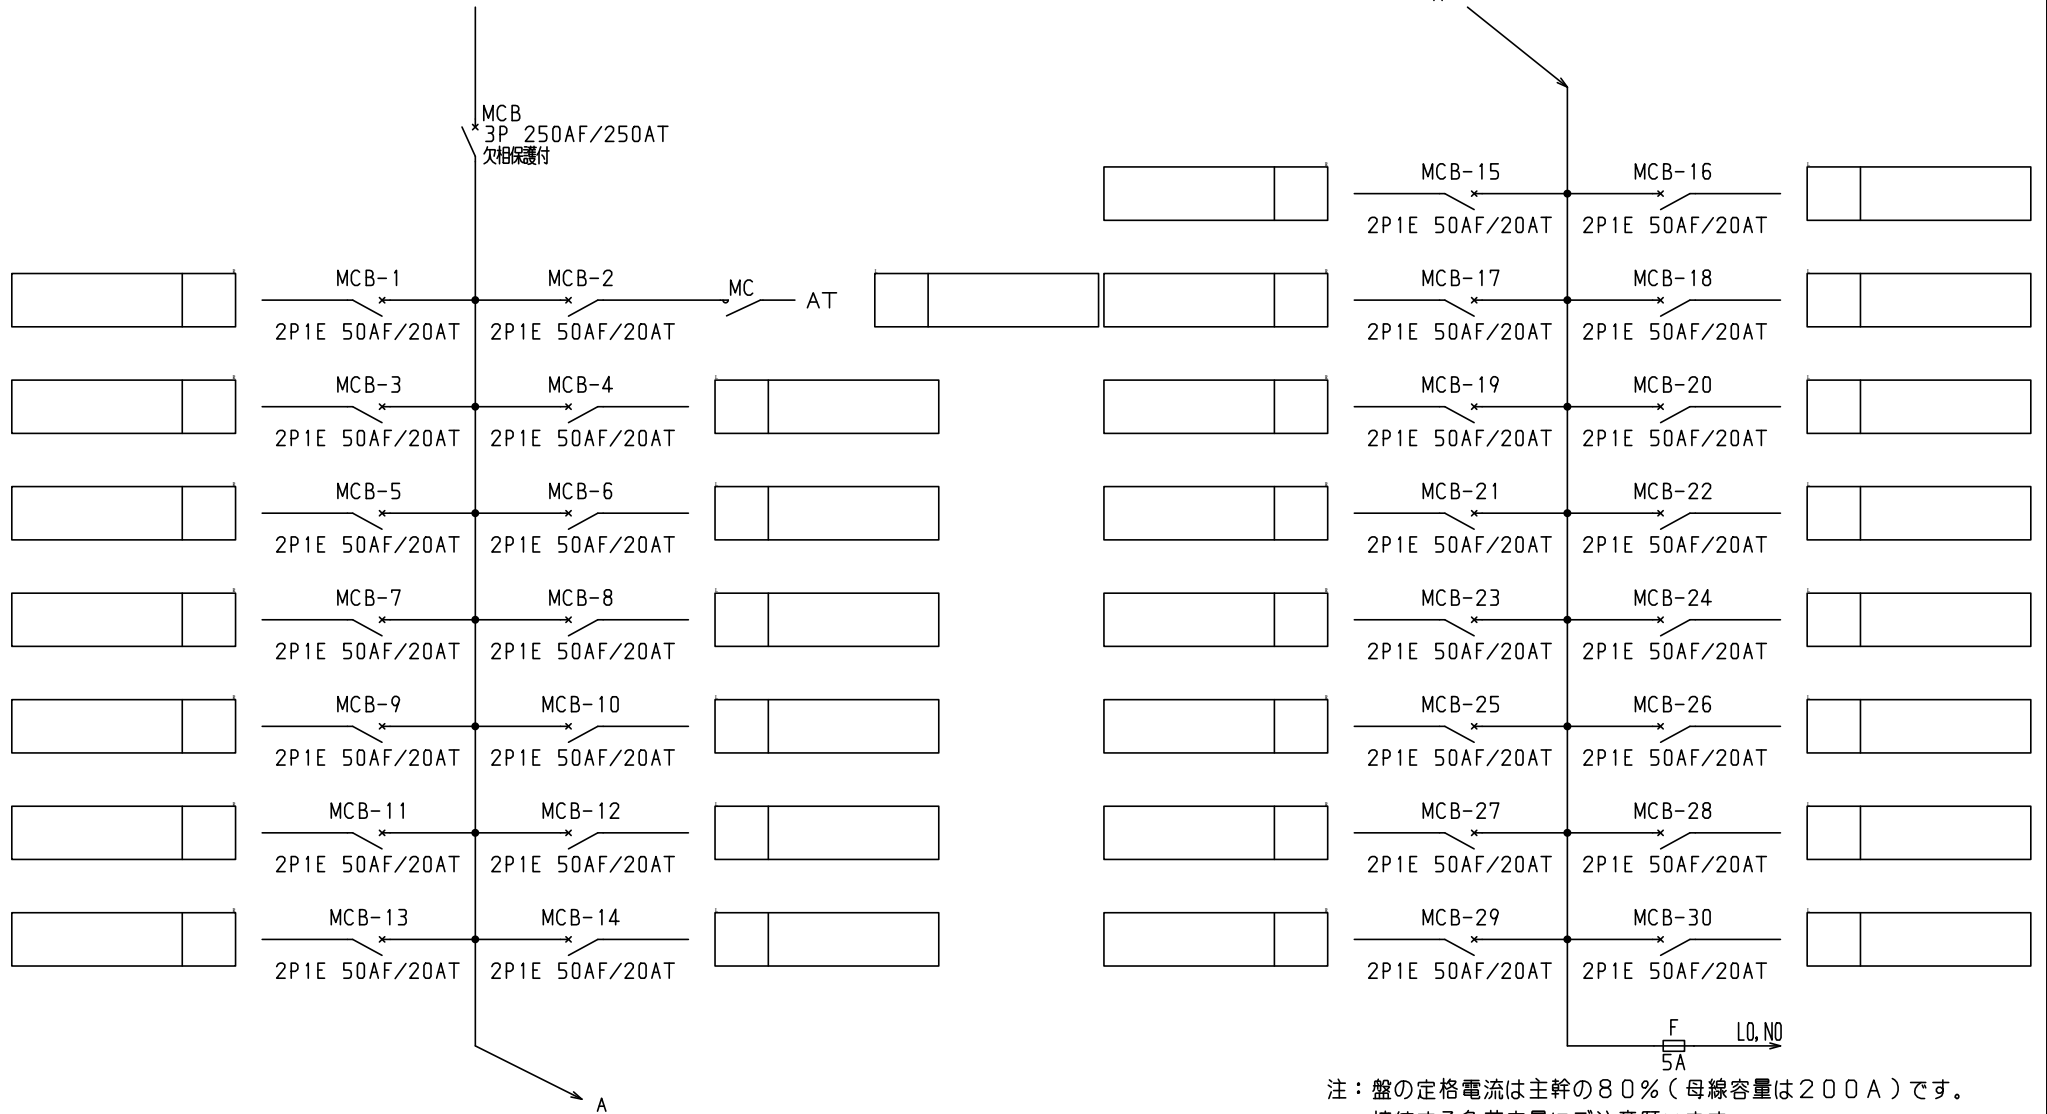 MCB
3P 250AF/250AT
欠相保護付
MCB-1 MCB-2 MC AT
2P1E 50AF/20AT 2P1E 50AF/20AT
MCB-3 MCB-4
2P1E 50AF/20AT 2P1E 50AF/20AT
MCB-5 MCB-6
2P1E 50AF/20AT 2P1E 50AF/20AT
MCB-7 MCB-8
2P1E 50AF/20AT 2P1E 50AF/20AT
MCB-9 MCB-10
2P1E 50AF/20AT 2P1E 50AF/20AT
MCB-11 MCB-12
2P1E 50AF/20AT 2P1E 50AF/20AT
MCB-13 MCB-14
2P1E 50AF/20AT 2P1E 50AF/20AT
A
MCB-15 MCB-16
2P1E 50AF/20AT 2P1E 50AF/20AT
MCB-17 MCB-18
2P1E 50AF/20AT 2P1E 50AF/20AT
MCB-19 MCB-20
2P1E 50AF/20AT 2P1E 50AF/20AT
MCB-21 MCB-22
2P1E 50AF/20AT 2P1E 50AF/20AT
MCB-23 MCB-24
2P1E 50AF/20AT 2P1E 50AF/20AT
MCB-25 MCB-26
2P1E 50AF/20AT 2P1E 50AF/20AT
MCB-27 MCB-28
2P1E 50AF/20AT 2P1E 50AF/20AT
MCB-29 MCB-30
2P1E 50AF/20AT 2P1E 50AF/20AT
F L0,N0
5A
注：盤の定格電流は主幹の８０％（母線容量は２００Ａ）です。